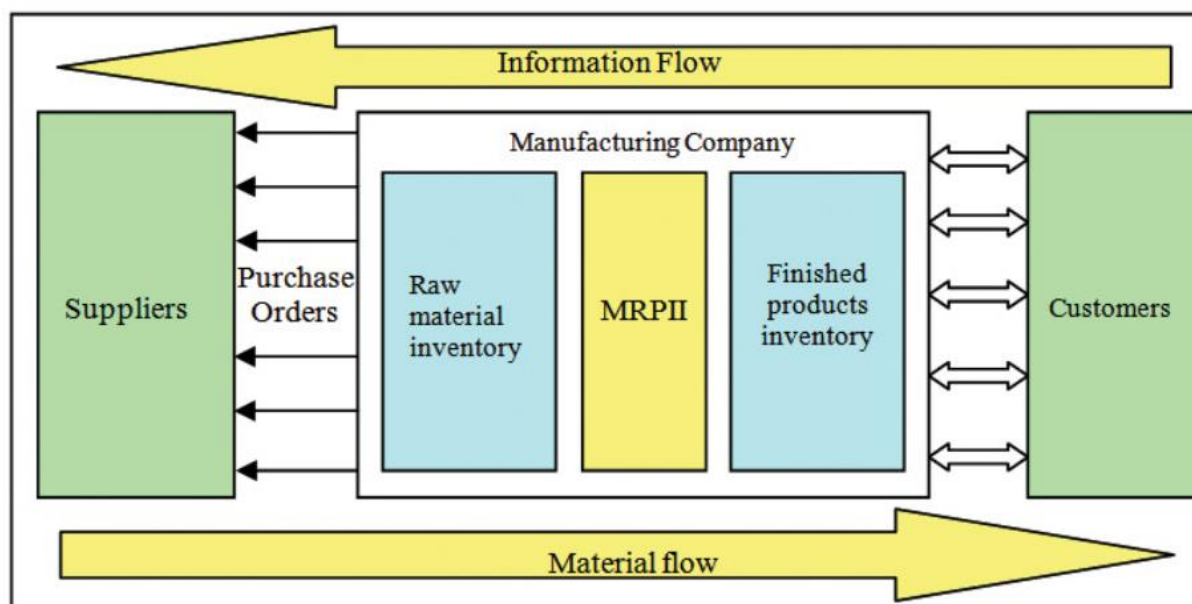 Information Flow
Manufacturing Company
Suppliers
Purchase
Orders
Raw
material
inventory
MRPII
Finished
products
inventory
Customers
Material flow